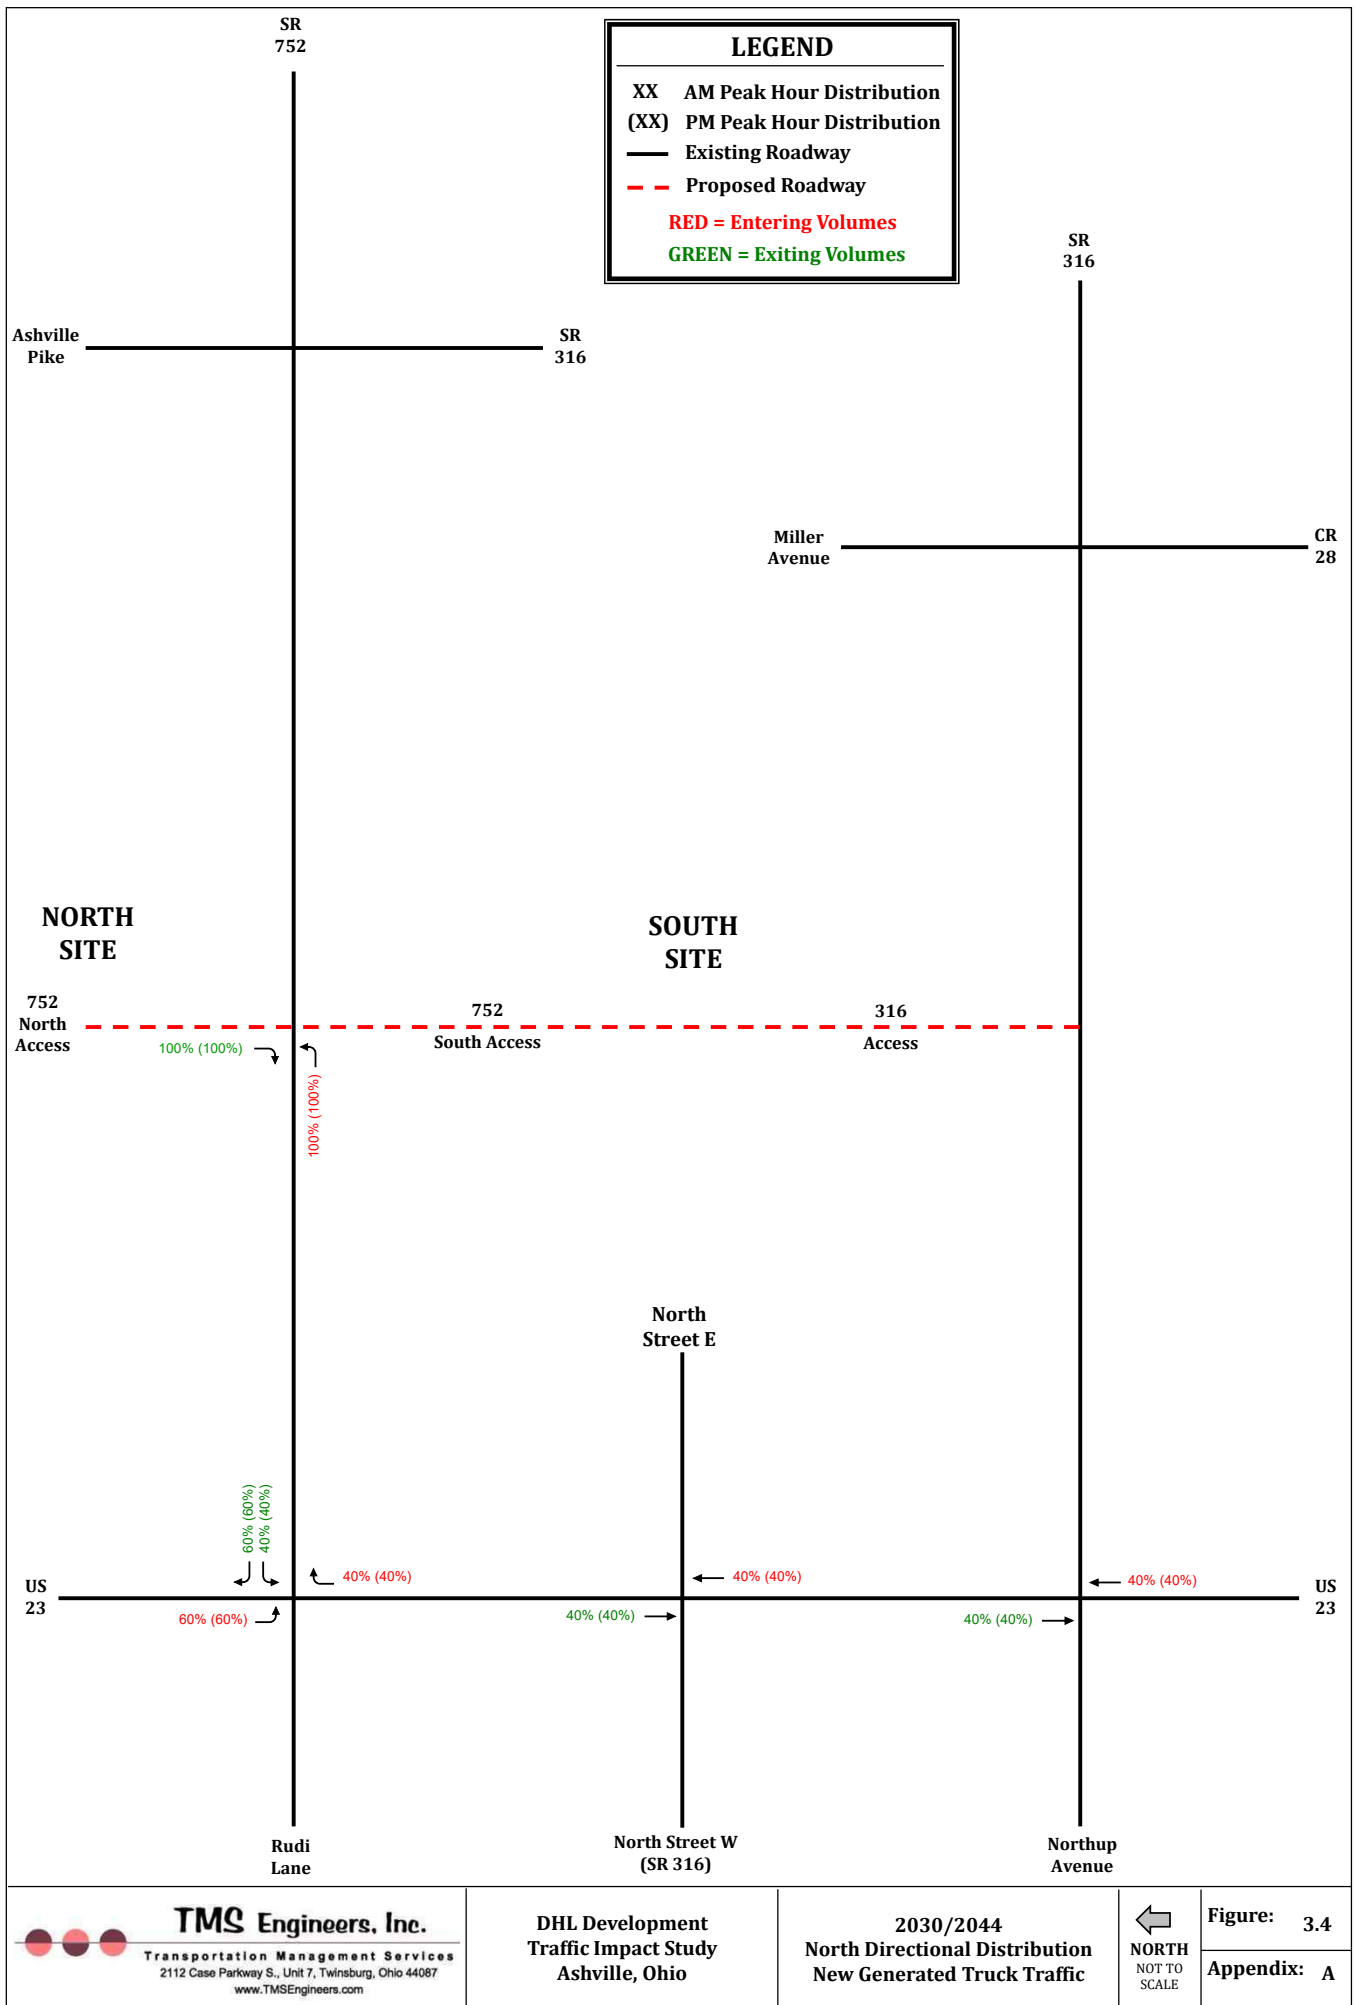 SR
752
LEGEND
XX AM Peak Hour Distribution
(XX) PM Peak Hour Distribution
Existing Roadway
Proposed Roadway
RED = Entering Volumes
GREEN = Exiting Volumes
SR
316
Ashville
Pike
SR
316
Miller
Avenue
CR
28
NORTH
SITE
SOUTH
SITE
752
North
Access
752
South Access
316
Access
100% (100%)
100% (100%)
North
Street E
60% (60%)
40% (40%)
US
23
40% (40%)
60% (60%)
40% (40%)
40% (40%)
40% (40%)
40% (40%)
US
23
Rudi
Lane
North Street W
(SR 316)
Northup
Avenue
TMS Engineers, Inc.
Transportation Management Services
2112 Case Parkway S., Unit 7, Twinsburg, Ohio 44087
www.TMSEngineers.com
DHL Development
Traffic Impact Study
Ashville, Ohio
2030/2044
North Directional Distribution
New Generated Truck Traffic
NORTH
NOT TO
SCALE
Figure: 3.4
Appendix: A